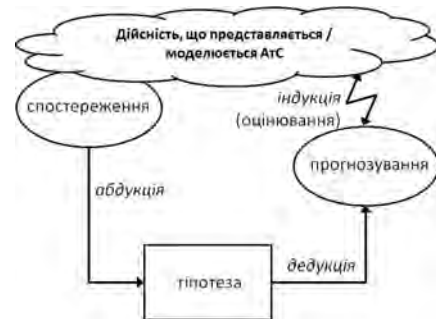 Дійсність, що представляється /
моделюється АтС
спостереження
індукція
(оцінювання)
прогнозування
абдукція
гіпотеза
дедукція